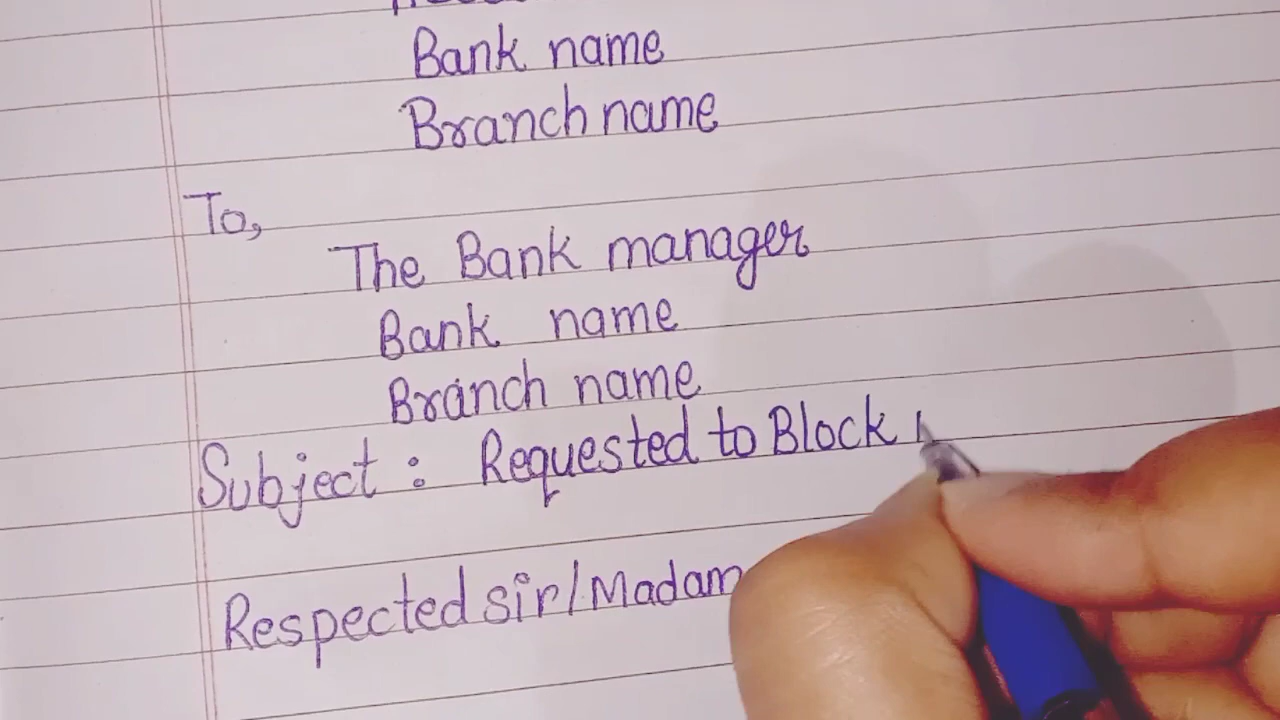 Bank name
Branch name
To,
The Bank manager
Bank name
Branch name
Subject : Requested to Block
Respected sir/Madam